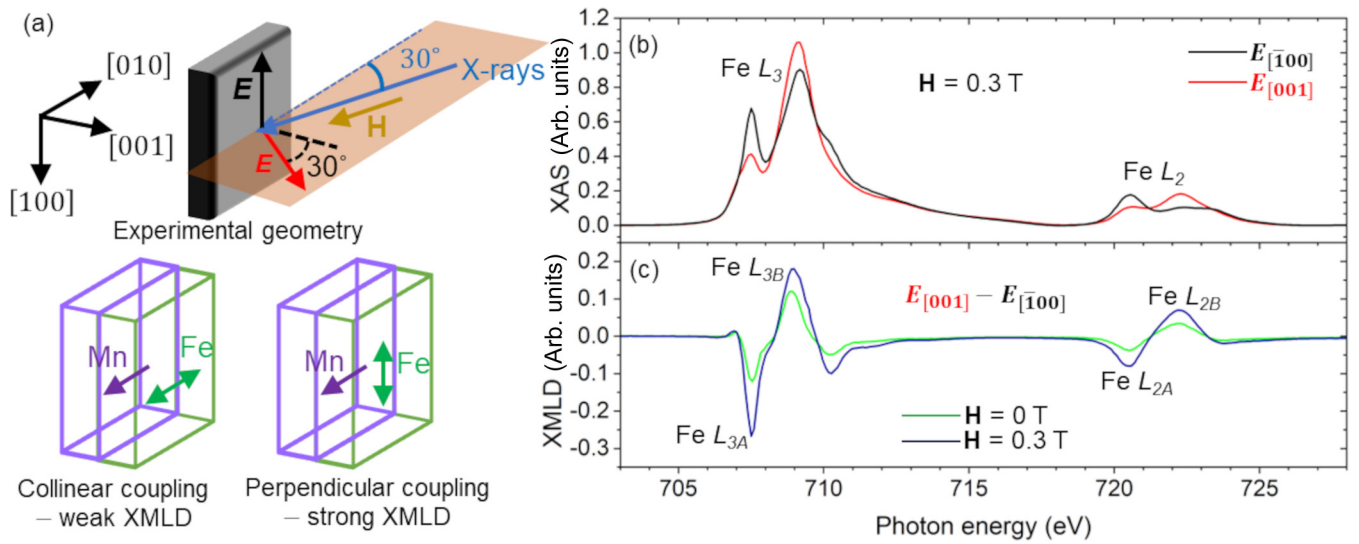 (a)
[010]
[001]
[100]
E
30°
X-rays
H
E
30°
Experimental geometry
Mn
Fe
Mn
Fe
Collinear coupling
– weak XMLD
Perpendicular coupling
– strong XMLD
(b)
XAS (Arb. units)
1.2
1.0
0.8
0.6
0.4
0.2
0.0
Fe L₃
H = 0.3 T
E[1̄00]
E[001]
Fe L₂
(c)
XMLD (Arb. units)
0.2
0.1
0.0
-0.1
-0.2
-0.3
Fe L3B
E[001] – E[1̄00]
Fe L2B
Fe L3A
Fe L2A
H = 0 T
H = 0.3 T
705 710 715 720 725
Photon energy (eV)